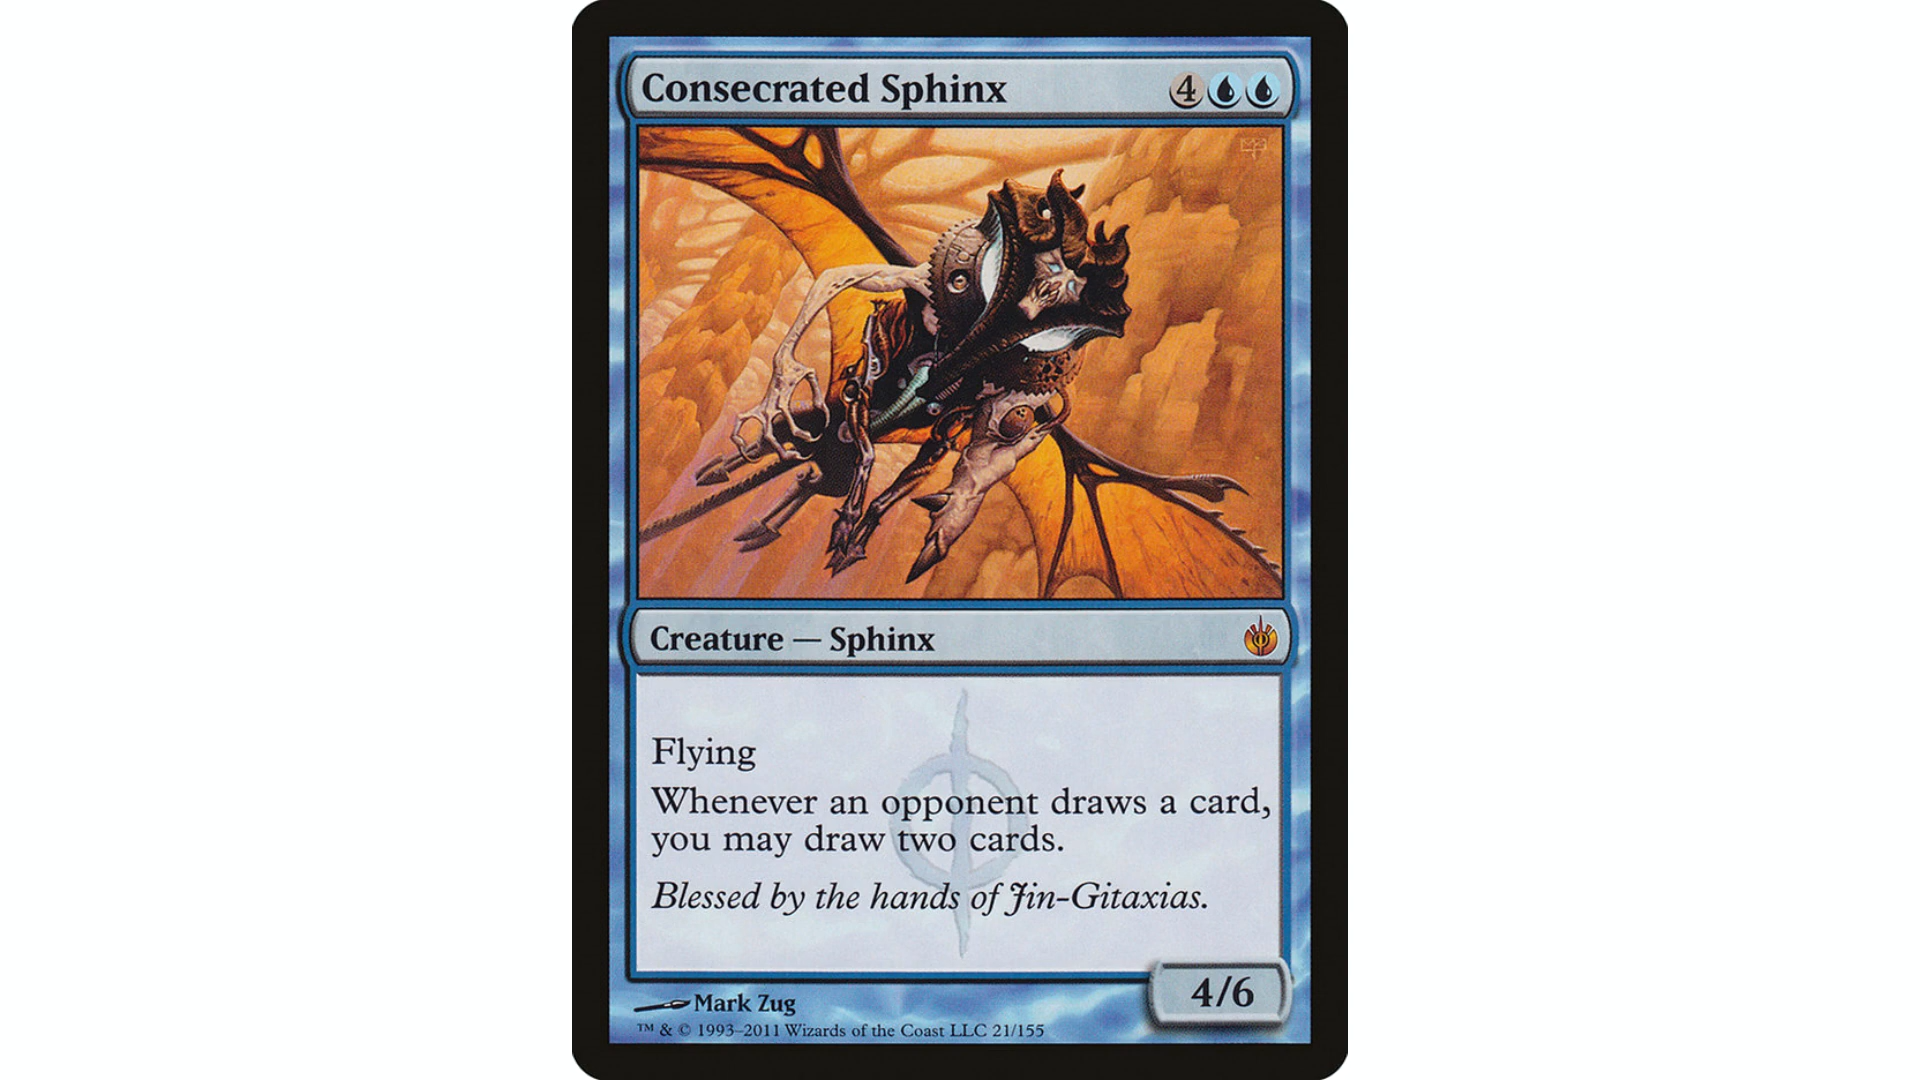 Consecrated Sphinx 4
Creature — Sphinx
Flying
Whenever an opponent draws a card,
you may draw two cards.
Blessed by the hands of Jin-Gitaxias.
4/6
Mark Zug
™ & © 1993–2011 Wizards of the Coast LLC 21/155